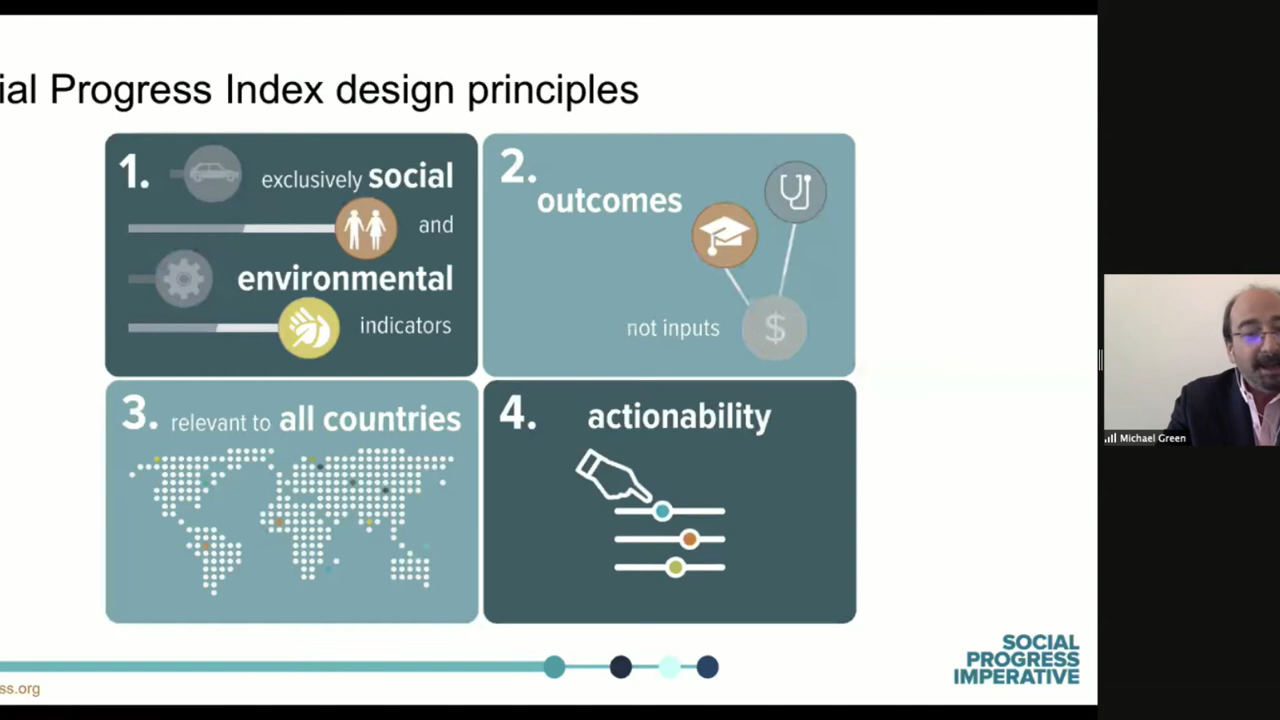 ial Progress Index design principles
1.
exclusively social
and
environmental
indicators
2.
outcomes
not inputs
$
3. relevant to all countries
4. actionability
Michael Green
SOCIAL
PROGRESS
IMPERATIVE
ss.org